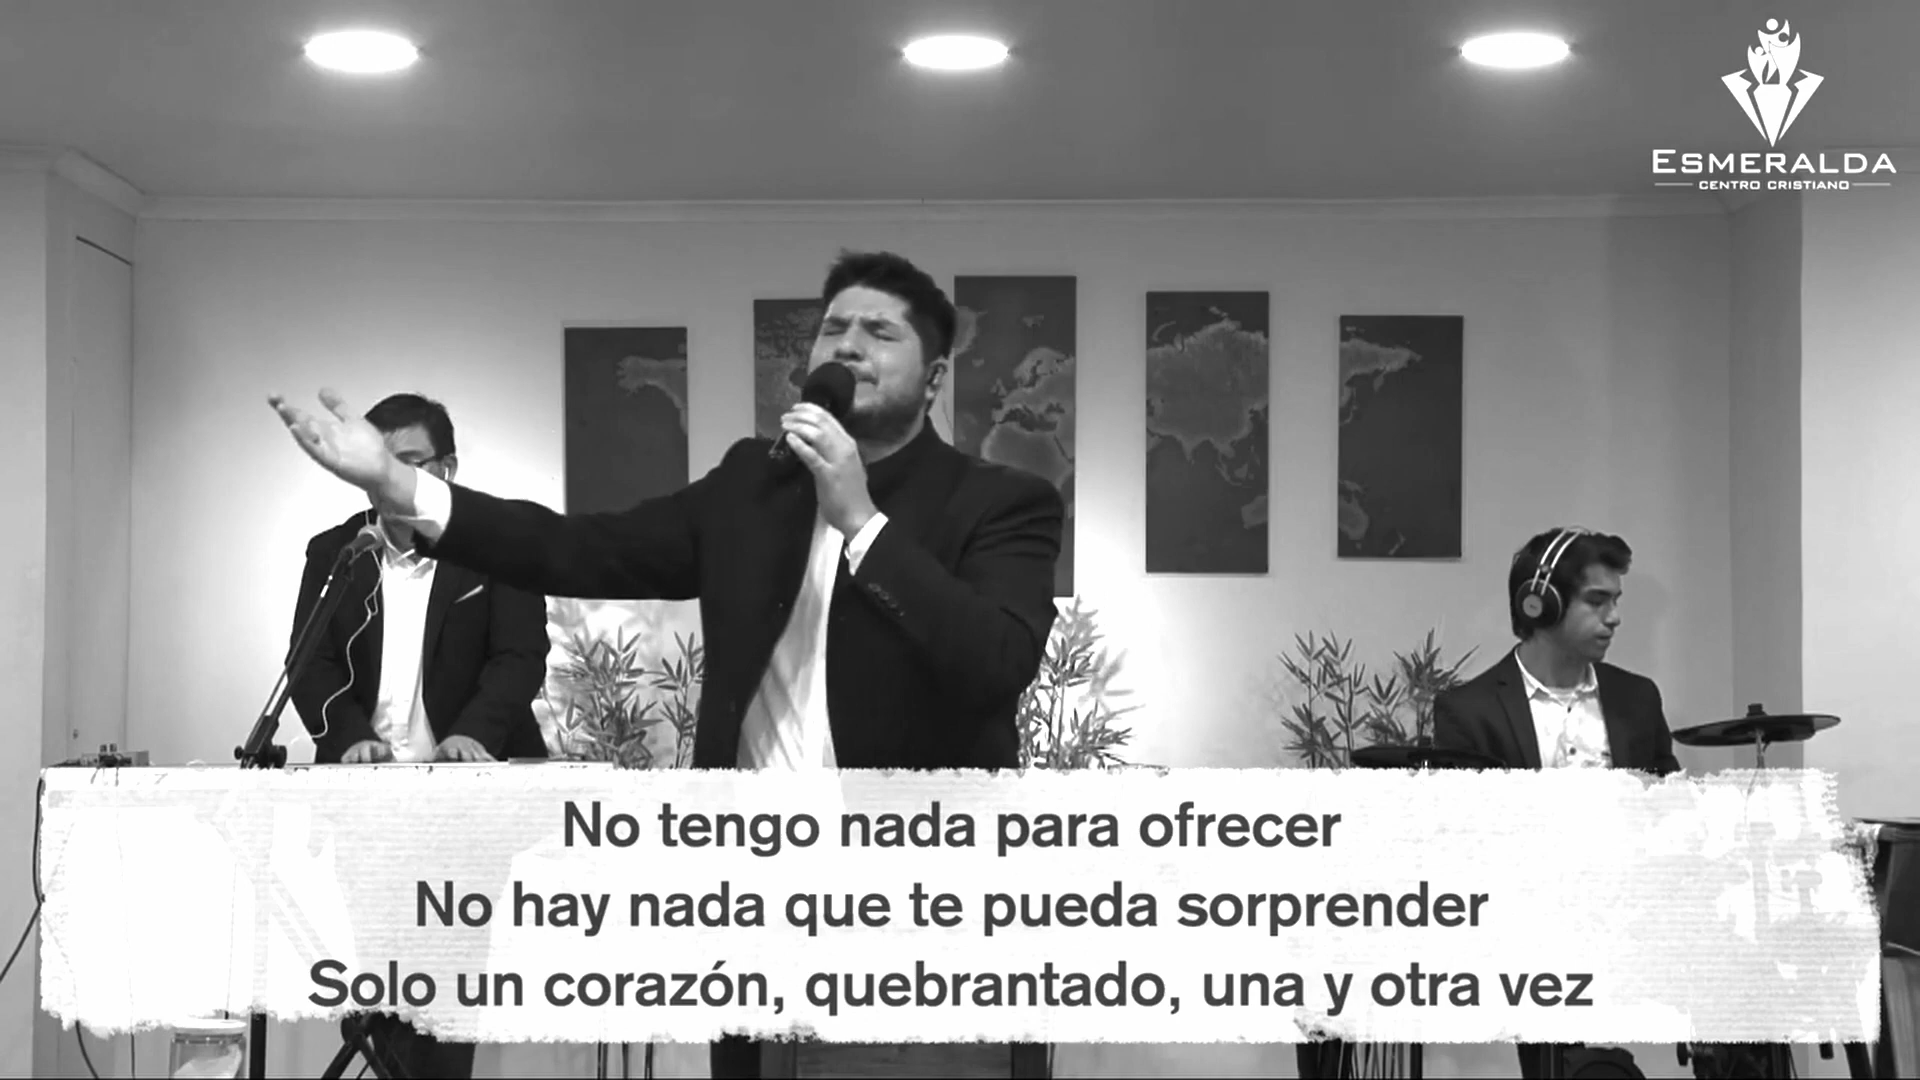 ESMERALDA
CENTRO CRISTIANO
No tengo nada para ofrecer
No hay nada que te pueda sorprender
Solo un corazón, quebrantado, una y otra vez